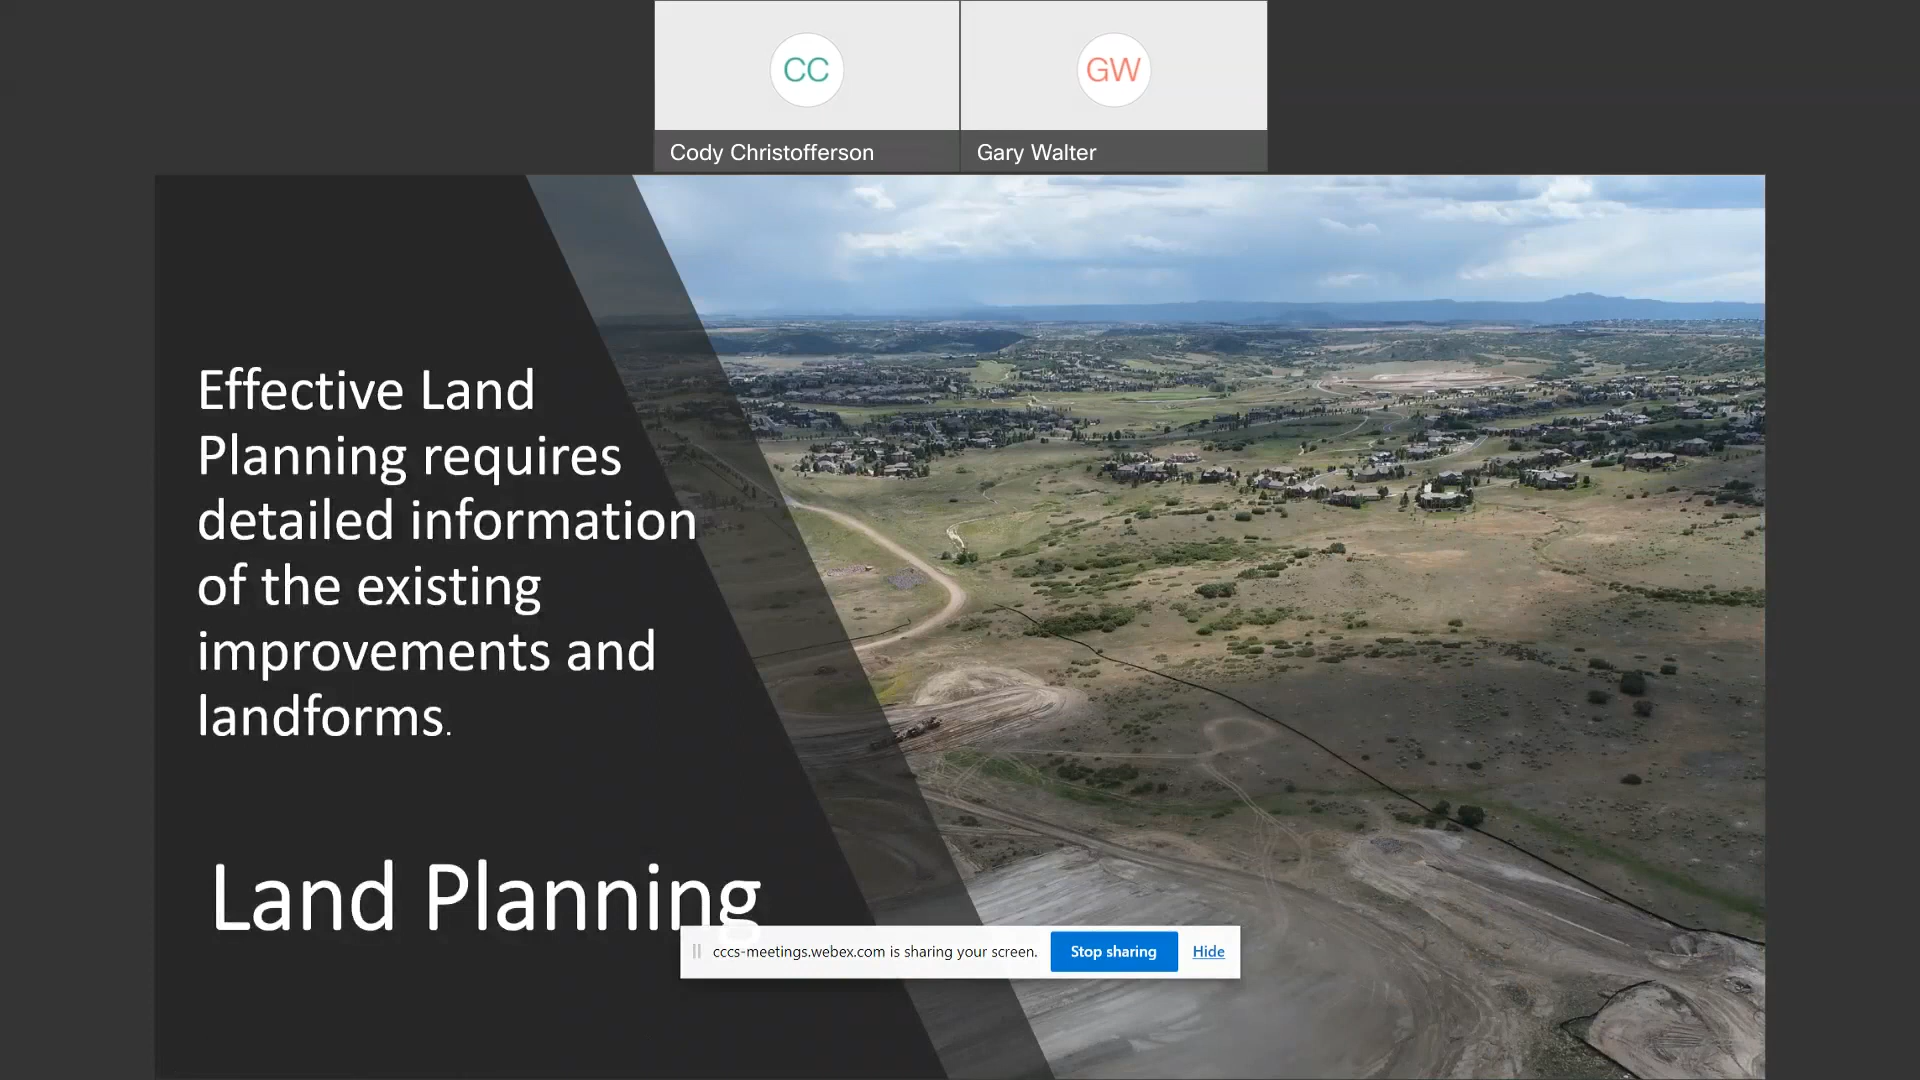 CC
GW
Cody Christofferson
Gary Walter
Effective Land
Planning requires
detailed information
of the existing
improvements and
landforms.
Land Planning
cccs-meetings.webex.com is sharing your screen.
Stop sharing
Hide